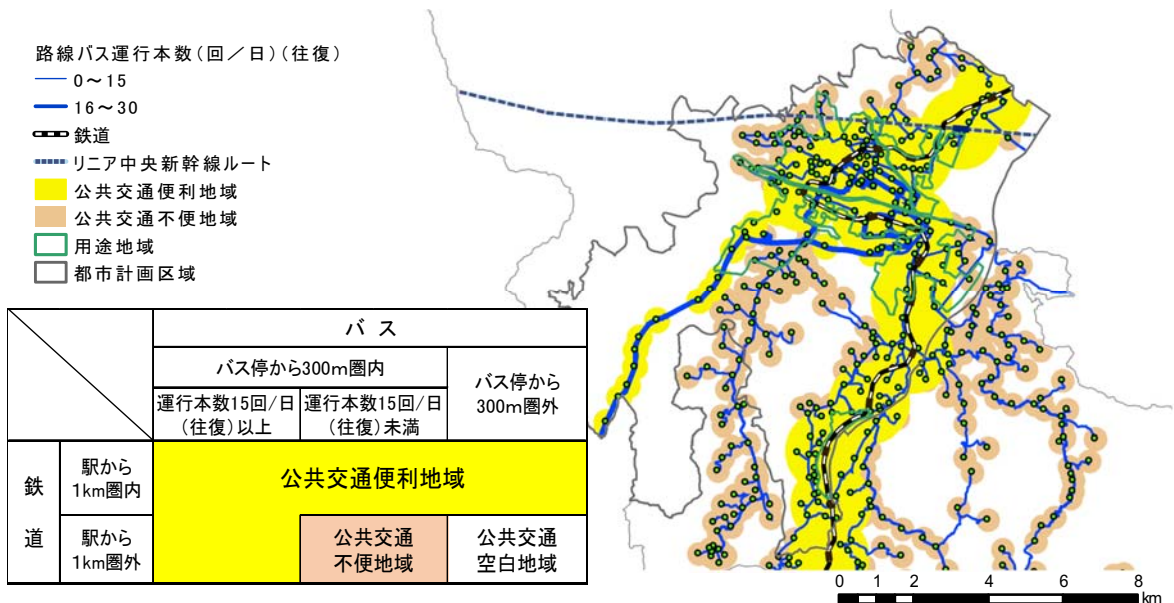 路線バス運行本数(回／日)(往復)
0～15
16～30
鉄道
リニア中央新幹線ルート
公共交通便利地域
公共交通不便地域
用途地域
都市計画区域
バス
バス停から300m圏内
バス停から
300m圏外
運行本数15回/日
(往復)以上
運行本数15回/日
(往復)未満
鉄道
駅から
1km圏内
公共交通便利地域
駅から
1km圏外
公共交通
不便地域
公共交通
空白地域
0 1 2 4 6 8
km